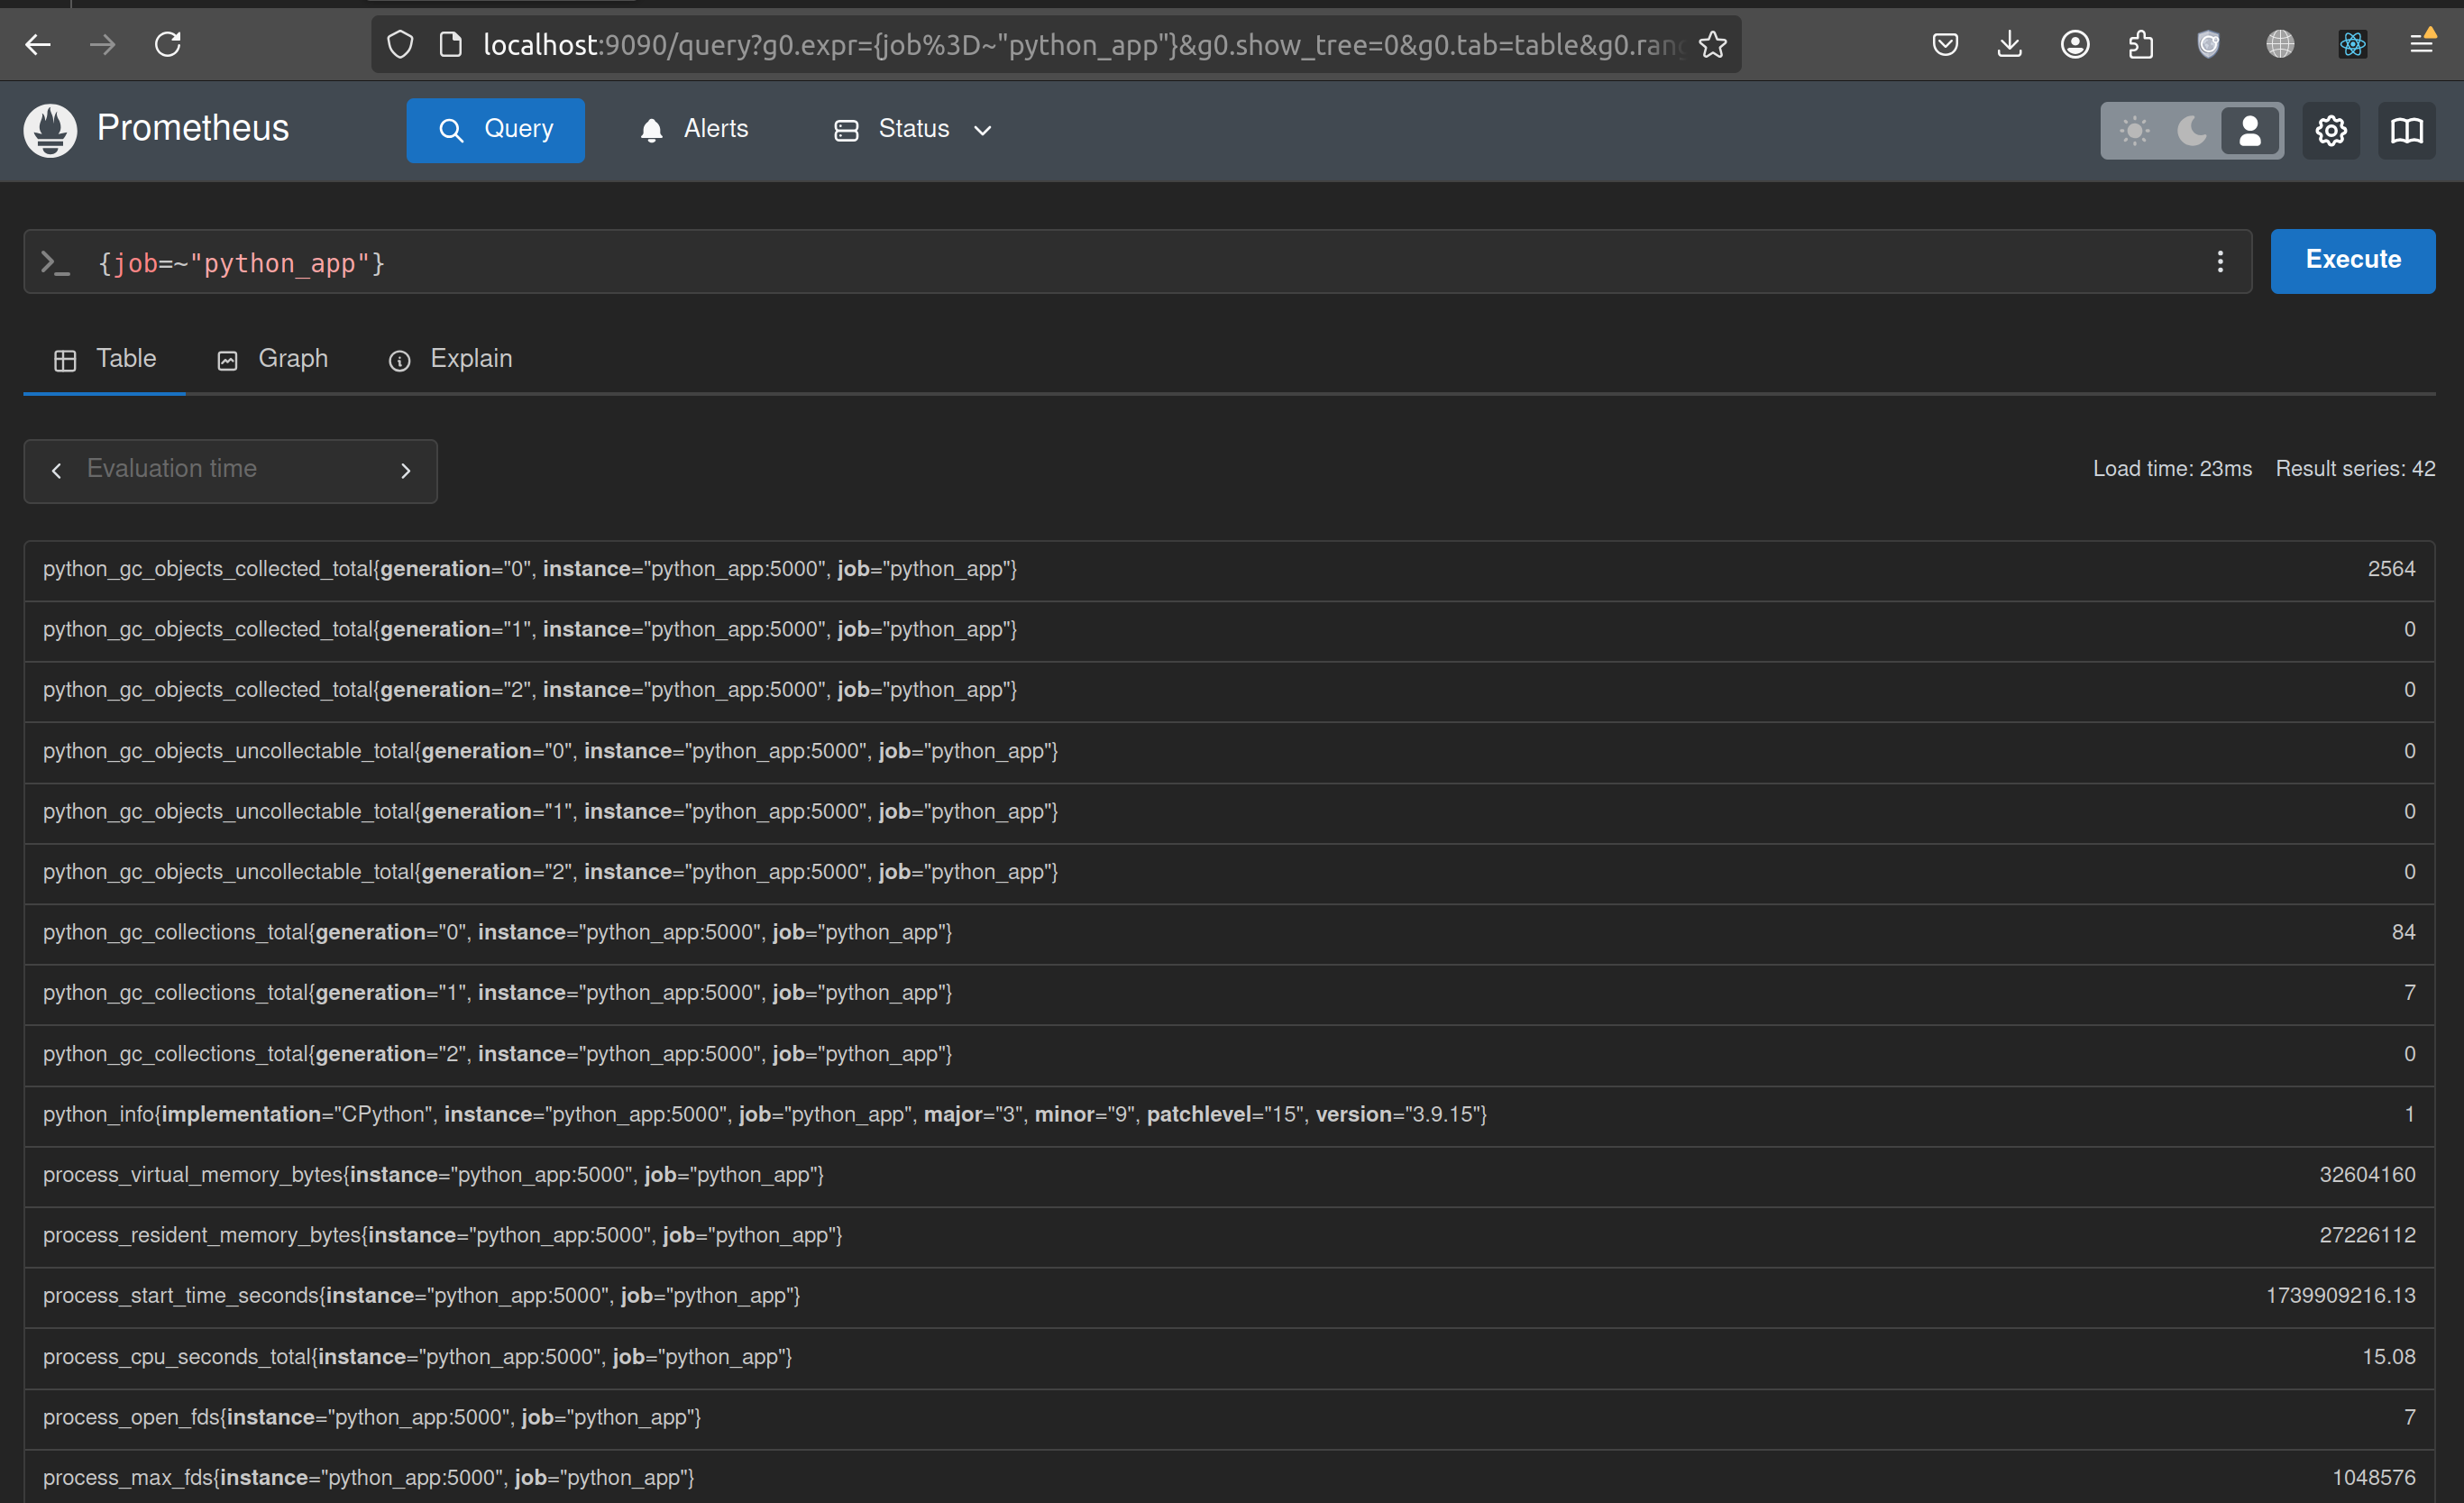 localhost:9090/query?g0.expr={job%3D~"python_app"}&g0.show_tree=0&g0.tab=table&g0.rang
Prometheus Query Alerts Status
{job=~"python_app"} Execute
Table Graph Explain
Evaluation time Load time: 23ms Result series: 42
python_gc_objects_collected_total{generation="0", instance="python_app:5000", job="python_app"} 2564
python_gc_objects_collected_total{generation="1", instance="python_app:5000", job="python_app"} 0
python_gc_objects_collected_total{generation="2", instance="python_app:5000", job="python_app"} 0
python_gc_objects_uncollectable_total{generation="0", instance="python_app:5000", job="python_app"} 0
python_gc_objects_uncollectable_total{generation="1", instance="python_app:5000", job="python_app"} 0
python_gc_objects_uncollectable_total{generation="2", instance="python_app:5000", job="python_app"} 0
python_gc_collections_total{generation="0", instance="python_app:5000", job="python_app"} 84
python_gc_collections_total{generation="1", instance="python_app:5000", job="python_app"} 7
python_gc_collections_total{generation="2", instance="python_app:5000", job="python_app"} 0
python_info{implementation="CPython", instance="python_app:5000", job="python_app", major="3", minor="9", patchlevel="15", version="3.9.15"} 1
process_virtual_memory_bytes{instance="python_app:5000", job="python_app"} 32604160
process_resident_memory_bytes{instance="python_app:5000", job="python_app"} 27226112
process_start_time_seconds{instance="python_app:5000", job="python_app"} 1739909216.13
process_cpu_seconds_total{instance="python_app:5000", job="python_app"} 15.08
process_open_fds{instance="python_app:5000", job="python_app"} 7
process_max_fds{instance="python_app:5000", job="python_app"} 1048576